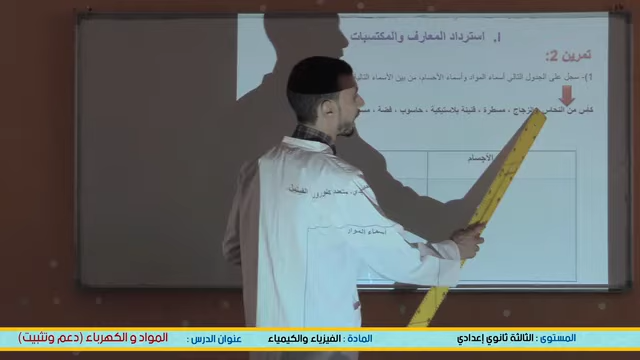 I. إسترداد المعارف والمكتسبات
تمرين 2:
1)- سجل على الجدول التالي أسماء المواد وأسماء الأجسام، من بين الأسماء التالية
كأس من النحاس ، الزجاج ، مسطرة ، قنينة بلاستيكية ، حاسوب ، فضة ،
الأجسام
أسماء المواد
المستوى : الثالثة ثانوي إعدادي
المادة : الفيزياء والكيمياء
عنوان الدرس : المواد و الكهرباء (دعم وتثبيت)